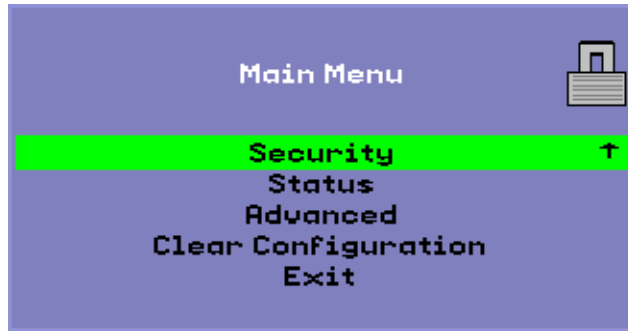 Main Menu
Security ↑
Status
Advanced
Clear Configuration
Exit